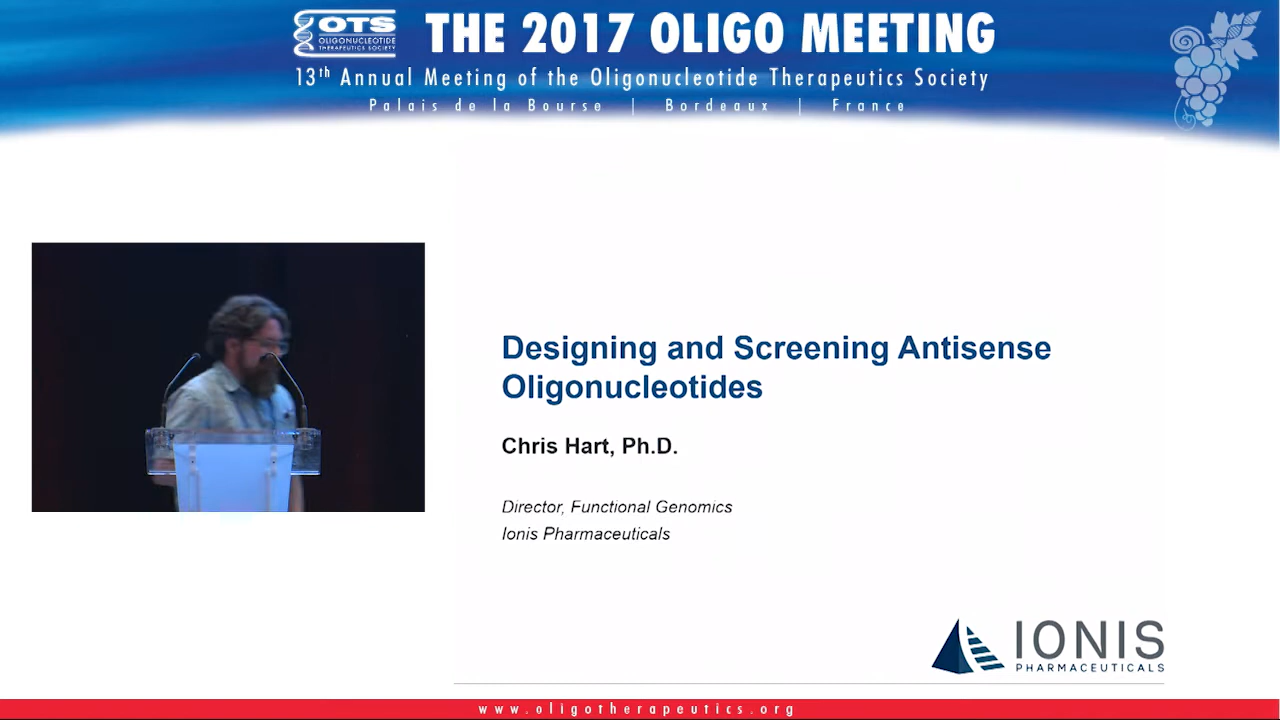 OTS
OLIGONUCLEOTIDE
THERAPEUTICS SOCIETY
THE 2017 OLIGO MEETING
13th Annual Meeting of the Oligonucleotide Therapeutics Society
Palais de la Bourse | Bordeaux | France
Designing and Screening Antisense
Oligonucleotides
Chris Hart, Ph.D.
Director, Functional Genomics
Ionis Pharmaceuticals
IONIS
PHARMACEUTICALS
www.oligotherapeutics.org